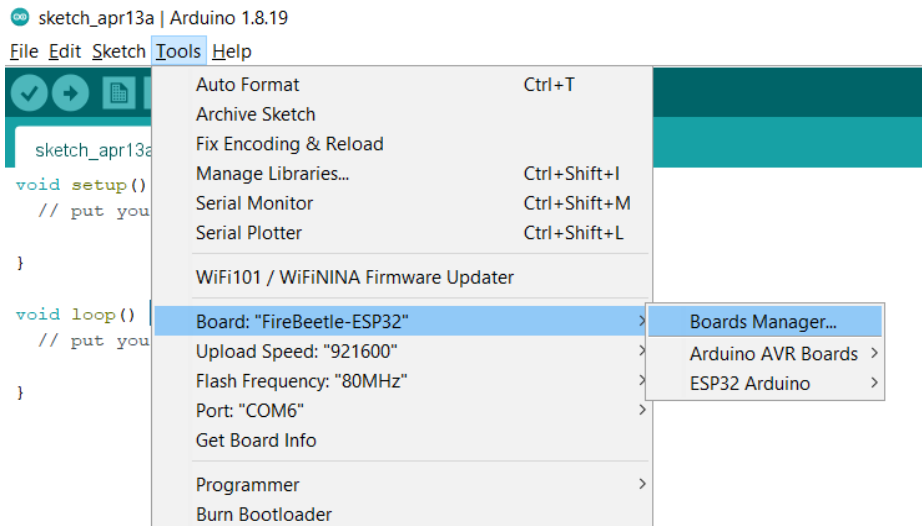 sketch_apr13a | Arduino 1.8.19
File Edit Sketch Tools Help
sketch_apr13a
void setup()
// put you
}
void loop()
// put you
}
Auto Format Ctrl+T
Archive Sketch
Fix Encoding & Reload
Manage Libraries... Ctrl+Shift+I
Serial Monitor Ctrl+Shift+M
Serial Plotter Ctrl+Shift+L
WiFi101 / WiFiNINA Firmware Updater
Board: "FireBeetle-ESP32"
Upload Speed: "921600"
Flash Frequency: "80MHz"
Port: "COM6"
Get Board Info
Programmer
Burn Bootloader
Boards Manager...
Arduino AVR Boards
ESP32 Arduino